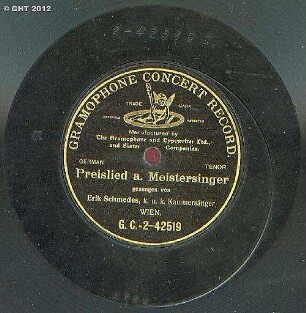 © GHT 2012
GRAMOPHONE CONCERT RECORD
TRADE MARK
Manufactured by
The Gramophone and Typewriter Ltd.,
and Sister Companies.
GERMAN TENOR
Preislied a. Meistersinger
gesungen von
Erik Schmedes, k. u. k. Kammersänger
WIEN.
G. C.-2-42519